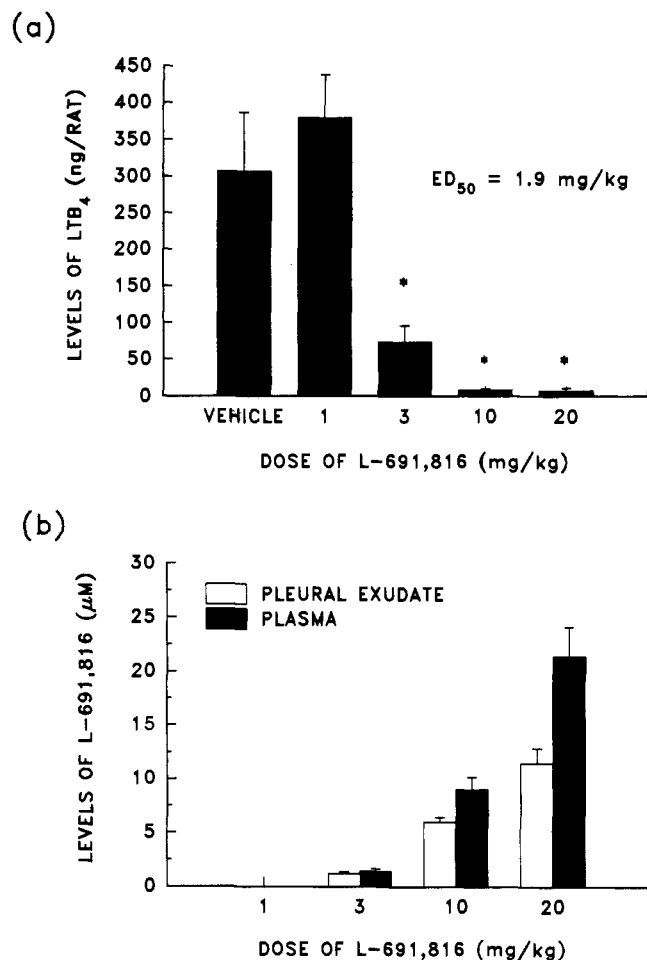 (a)
LEVELS OF LTB₄ (ng/RAT)
450
400
350
300
250
200
150
100
50
0
ED₅₀ = 1.9 mg/kg
*
*
*
VEHICLE 1 3 10 20
DOSE OF L-691,816 (mg/kg)
(b)
LEVELS OF L-691,816 (μM)
30
25
20
15
10
5
0
PLEURAL EXUDATE
PLASMA
1 3 10 20
DOSE OF L-691,816 (mg/kg)